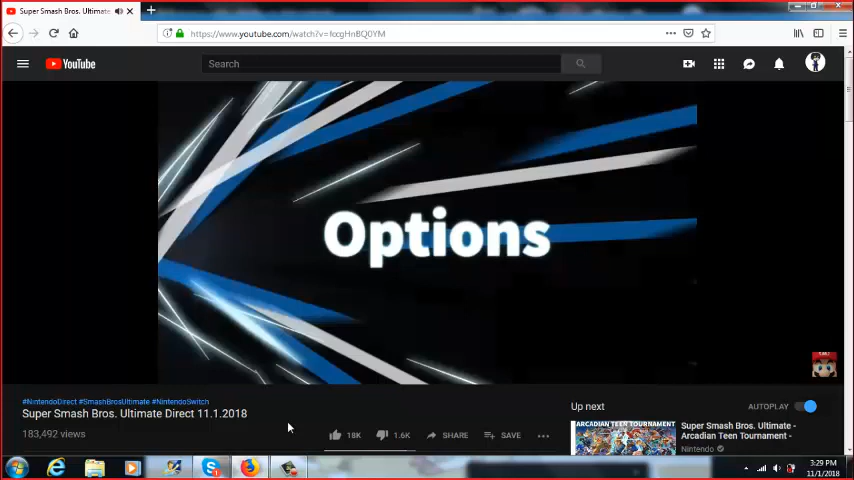 Super Smash Bros. Ultimate
https://www.youtube.com/watch?v=fccgHnBQ0YM
YouTube
Search
Options
#NintendoDirect #SmashBrosUltimate #NintendoSwitch
Super Smash Bros. Ultimate Direct 11.1.2018
183,492 views
18K
1.6K
SHARE
SAVE
Up next
AUTOPLAY
ARCADIAN TEEN TOURNAMENT
Super Smash Bros. Ultimate -
Arcadian Teen Tournament -
Nintendo
3:29 PM
11/1/2018